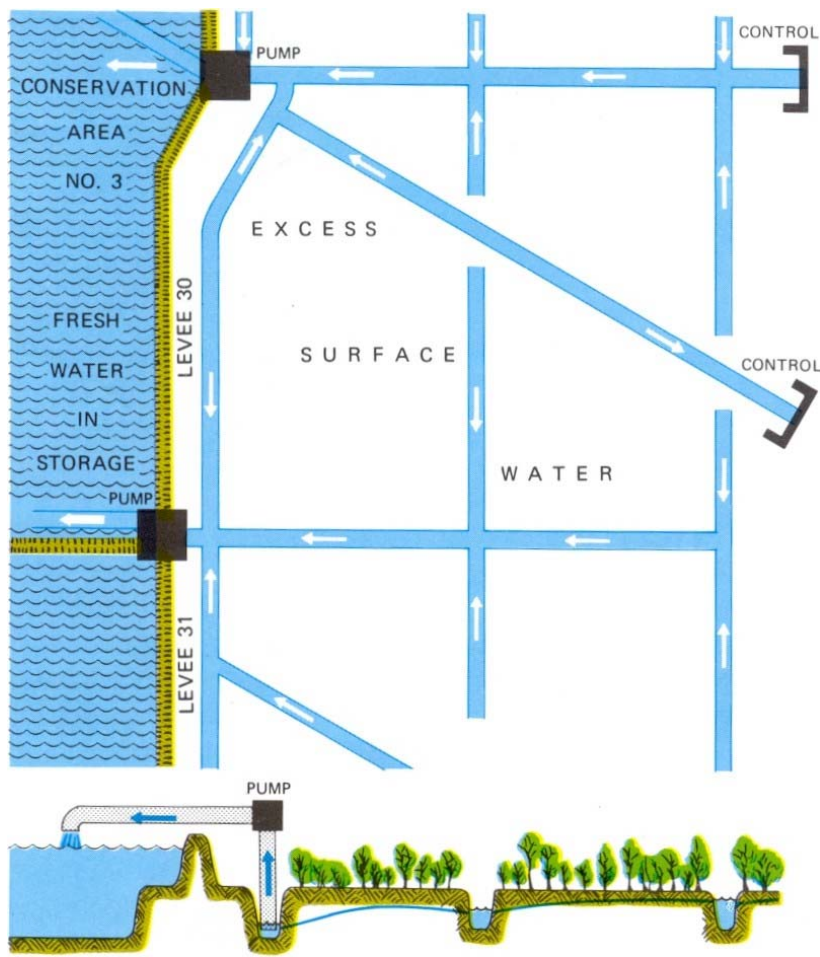 PUMP
CONTROL
CONSERVATION
AREA
NO. 3
EXCESS
LEVEE 30
FRESH
SURFACE
CONTROL
WATER
IN
STORAGE
WATER
PUMP
LEVEE 31
PUMP